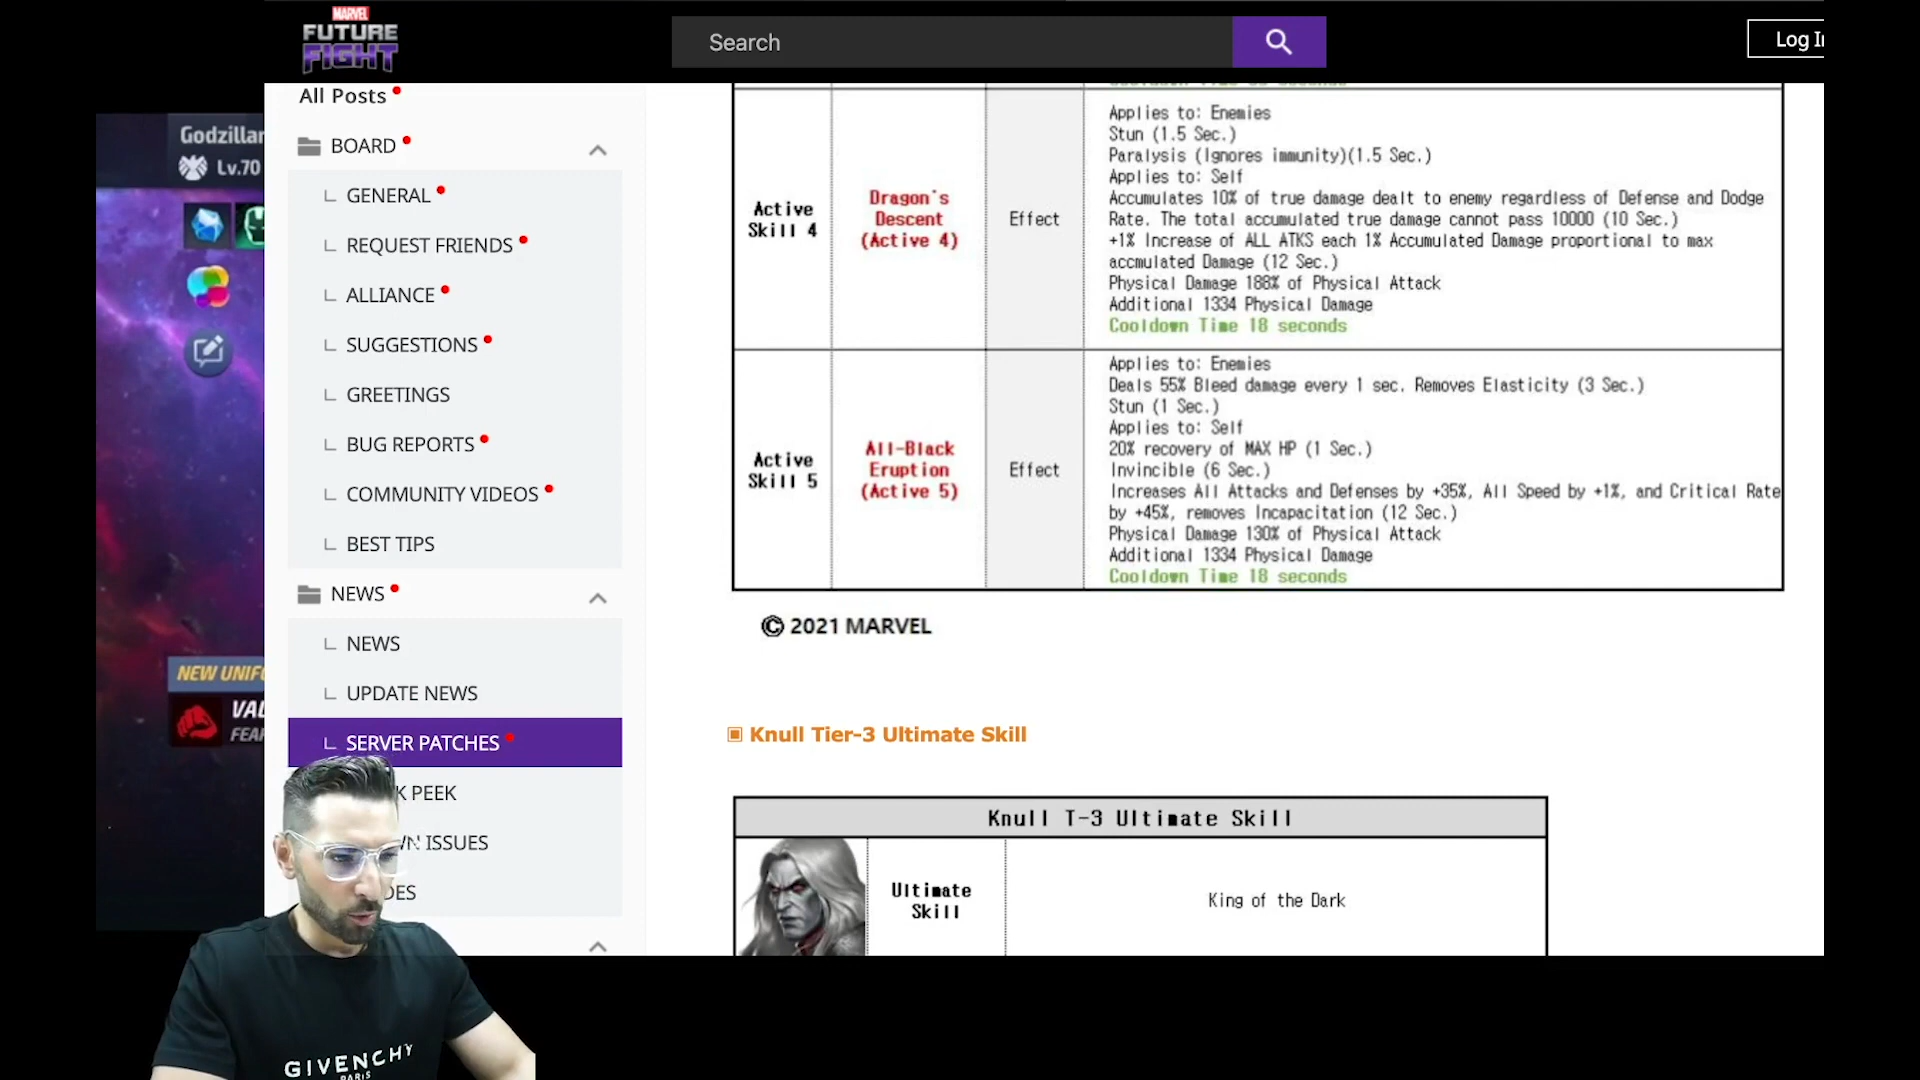 MARVEL
FUTURE
FIGHT
Search
Log In
All Posts
BOARD
GENERAL
REQUEST FRIENDS
ALLIANCE
SUGGESTIONS
GREETINGS
BUG REPORTS
COMMUNITY VIDEOS
BEST TIPS
NEWS
NEWS
UPDATE NEWS
SERVER PATCHES
K PEEK
WN ISSUES
DES
Godzillar
Lv.70
NEW UNIFO
VAL
FEAR
GIVENCHY
PARIS
Active
Skill 4
Dragon's
Descent
(Active 4)
Effect
Applies to: Enemies
Stun (1.5 Sec.)
Paralysis (Ignores immunity)(1.5 Sec.)
Applies to: Self
Accumulates 10% of true damage dealt to enemy regardless of Defense and Dodge
Rate. The total accumulated true damage cannot pass 10000 (10 Sec.)
+1% Increase of ALL ATKS each 1% Accumulated Damage proportional to max
accmulated Damage (12 Sec.)
Physical Damage 188% of Physical Attack
Additional 1334 Physical Damage
Cooldown Time 18 seconds
Active
Skill 5
All-Black
Eruption
(Active 5)
Effect
Applies to: Enemies
Deals 55% Bleed damage every 1 sec. Removes Elasticity (3 Sec.)
Stun (1 Sec.)
Applies to: Self
20% recovery of MAX HP (1 Sec.)
Invincible (6 Sec.)
Increases All Attacks and Defenses by +35%, All Speed by +1%, and Critical Rate
by +45%, removes Incapacitation (12 Sec.)
Physical Damage 130% of Physical Attack
Additional 1334 Physical Damage
Cooldown Time 18 seconds
© 2021 MARVEL
Knull Tier-3 Ultimate Skill
Knull T-3 Ultimate Skill
Ultimate
Skill
King of the Dark